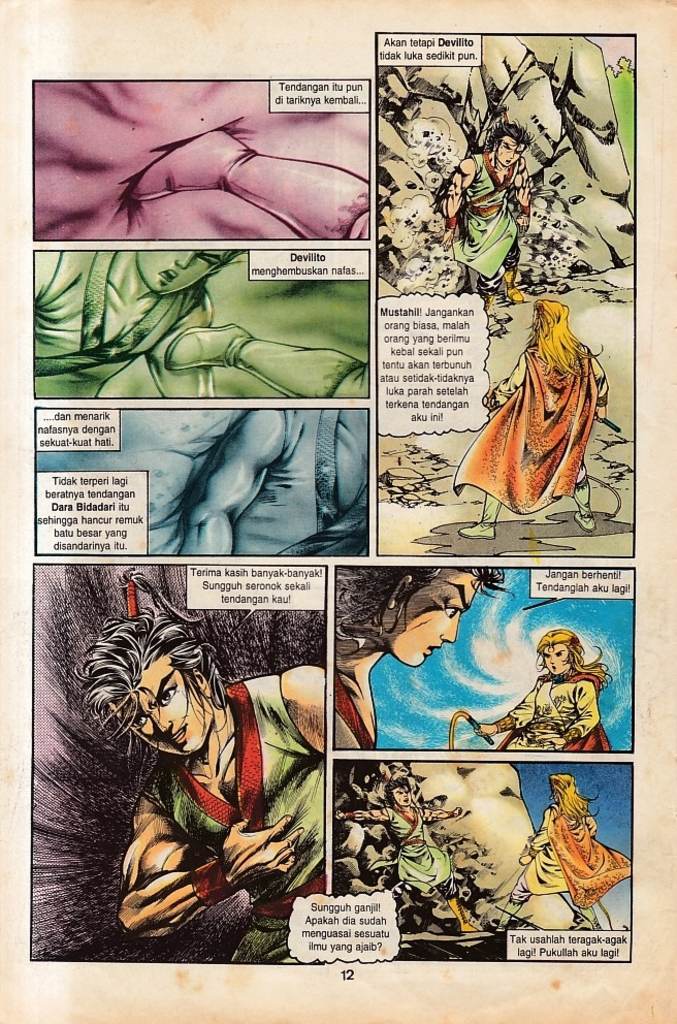 Tendangan itu pun
di tariknya kembali...
Devilito
menghembuskan nafas...
....dan menarik
nafasnya dengan
sekuat-kuat hati.
Tidak terperi lagi
beratnya tendangan
Dara Bidadari itu
sehingga hancur remuk
batu besar yang
disandarinya itu.
Akan tetapi Devilito
tidak luka sedikit pun.
Mustahil! Jangankan
orang biasa, malah
orang yang berilmu
kebal sekali pun
tentu akan terbunuh
atau setidak-tidaknya
luka parah setelah
terkena tendangan
aku ini!
Terima kasih banyak-banyak!
Sungguh seronok sekali
tendangan kau!
Jangan berhenti!
Tendanglah aku lagi!
Sungguh ganjil!
Apakah dia sudah
menguasai sesuatu
ilmu yang ajaib?
Tak usahlah teragak-agak
lagi! Pukullah aku lagi!
12